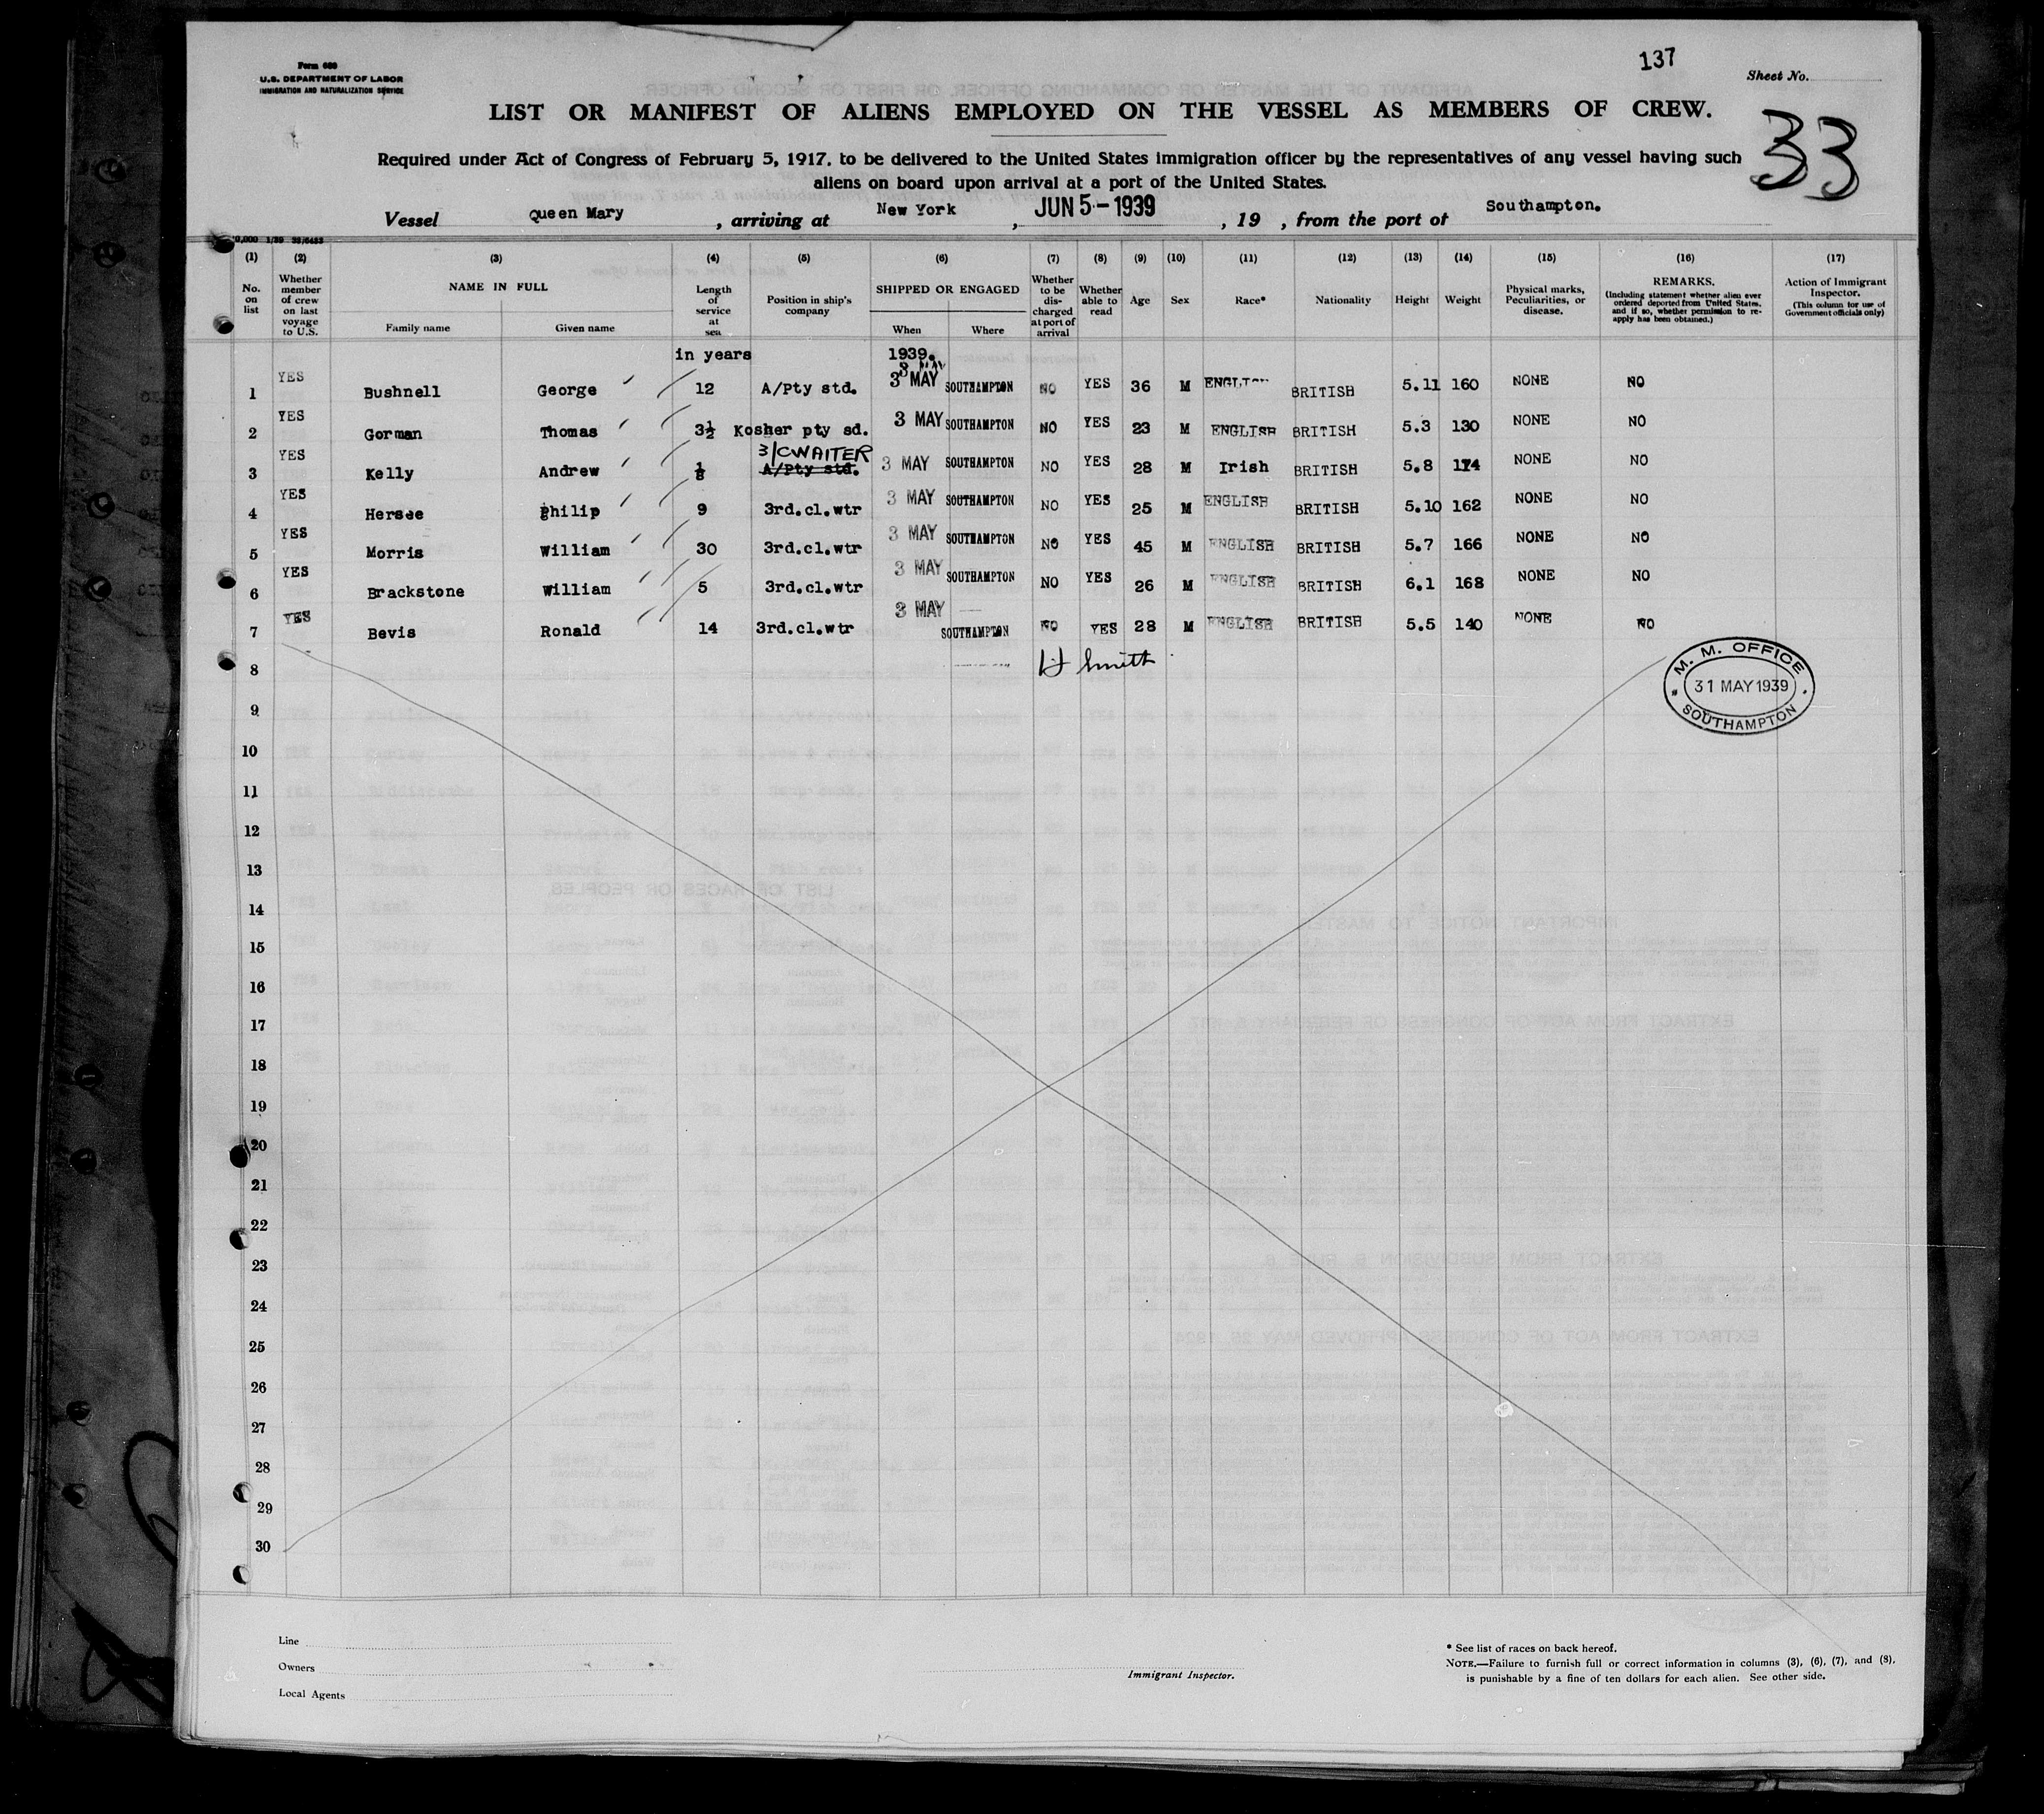 137
Form 680
U.S. DEPARTMENT OF LABOR
IMMIGRATION AND NATURALIZATION SERVICE
Sheet No.
LIST OR MANIFEST OF ALIENS EMPLOYED ON THE VESSEL AS MEMBERS OF CREW.
33
Required under Act of Congress of February 5, 1917, to be delivered to the United States immigration officer by the representatives of any vessel having such
aliens on board upon arrival at a port of the United States.
Vessel Queen Mary, arriving at New York, JUN 5-1939, 19 , from the port of Southampton.
(1) (2) (3) (4) (5) (6) (7) (8) (9) (10) (11) (12) (13) (14) (15) (16) (17)
No. on list
Whether member of crew on last voyage to U.S.
NAME IN FULL
Family name Given name
Length of service at sea
Position in ship's company
SHIPPED OR ENGAGED
When Where
Whether to be discharged at port of arrival
Whether able to read
Age
Sex
Race*
Nationality
Height
Weight
Physical marks, Peculiarities, or disease.
REMARKS.
(Including statement whether alien ever ordered deported from United States, and if so, whether permission to re-apply has been obtained.)
Action of Immigrant Inspector.
(This column for use of Government officials only)
in years 1939.
3 MAY
1 YES Bushnell George 12 A/Pty std. 3 MAY SOUTHAMPTON NO YES 36 M BRITISH 5.11 160 NONE NO
2 YES Gorman Thomas 3½ Kosher pty sd. 3 MAY SOUTHAMPTON NO YES 23 M ENGLISH BRITISH 5.3 130 NONE NO
3/CWAITER
3 YES Kelly Andrew A/Pty std. 3 MAY SOUTHAMPTON NO YES 28 M Irish BRITISH 5.8 174 NONE NO
4 YES Hersee Philip 9 3rd.cl.wtr 3 MAY SOUTHAMPTON NO YES 25 M ENGLISH BRITISH 5.10 162 NONE NO
5 YES Morris William 30 3rd.cl.wtr 3 MAY SOUTHAMPTON NO YES 45 M ENGLISH BRITISH 5.7 166 NONE NO
6 YES Brackstone William 5 3rd.cl.wtr 3 MAY SOUTHAMPTON NO YES 26 M ENGLISH BRITISH 6.1 168 NONE NO
7 YES Bevis Ronald 14 3rd.cl.wtr 3 MAY SOUTHAMPTON NO YES 28 M ENGLISH BRITISH 5.5 140 NONE NO
8 H Smith
M. M. OFFICE
31 MAY 1939
SOUTHAMPTON
9
10
11
12
13
14
15
16
17
18
19
20
21
22
23
24
25
26
27
28
29
30
Line
Owners
Local Agents
Immigrant Inspector.
* See list of races on back hereof.
NOTE.—Failure to furnish full or correct information in columns (3), (6), (7), and (8),
is punishable by a fine of ten dollars for each alien. See other side.